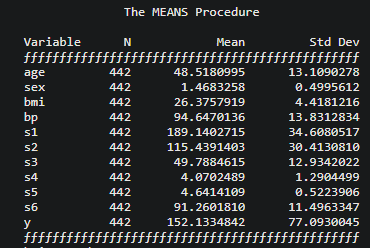 The MEANS Procedure
Variable N Mean Std Dev
ƒƒƒƒƒƒƒƒƒƒƒƒƒƒƒƒƒƒƒƒƒƒƒƒƒƒƒƒƒƒƒƒƒƒƒƒƒƒƒƒƒƒƒƒƒƒƒ
age 442 48.5180995 13.1090278
sex 442 1.4683258 0.4995612
bmi 442 26.3757919 4.4181216
bp 442 94.6470136 13.8312834
s1 442 189.1402715 34.6080517
s2 442 115.4391403 30.4130810
s3 442 49.7884615 12.9342022
s4 442 4.0702489 1.2904499
s5 442 4.6414109 0.5223906
s6 442 91.2601810 11.4963347
y 442 152.1334842 77.0930045
ƒƒƒƒƒƒƒƒƒƒƒƒƒƒƒƒƒƒƒƒƒƒƒƒƒƒƒƒƒƒƒƒƒƒƒƒƒƒƒƒƒƒƒƒƒƒƒ